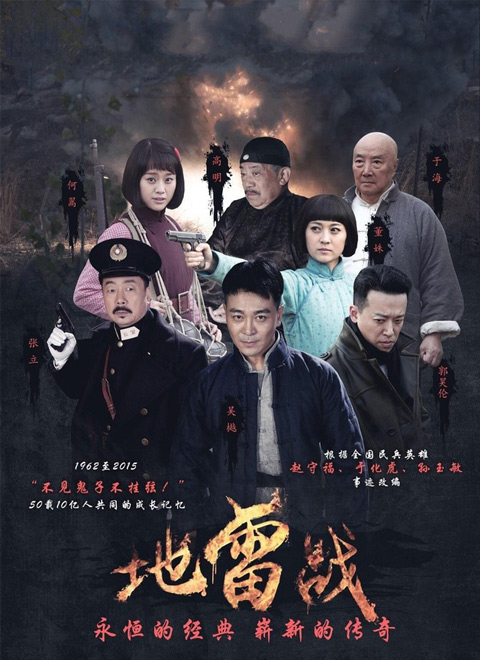 高明
于海
何蓝
董姝
张立
郭昊伦
吴樾
1962至2015
“不见鬼子不挂弦！”
50载10亿人共同的成长记忆
根据全国民兵英雄
赵守福、于化虎、孙玉敏
事迹改编
地雷战
永恒的经典 崭新的传奇